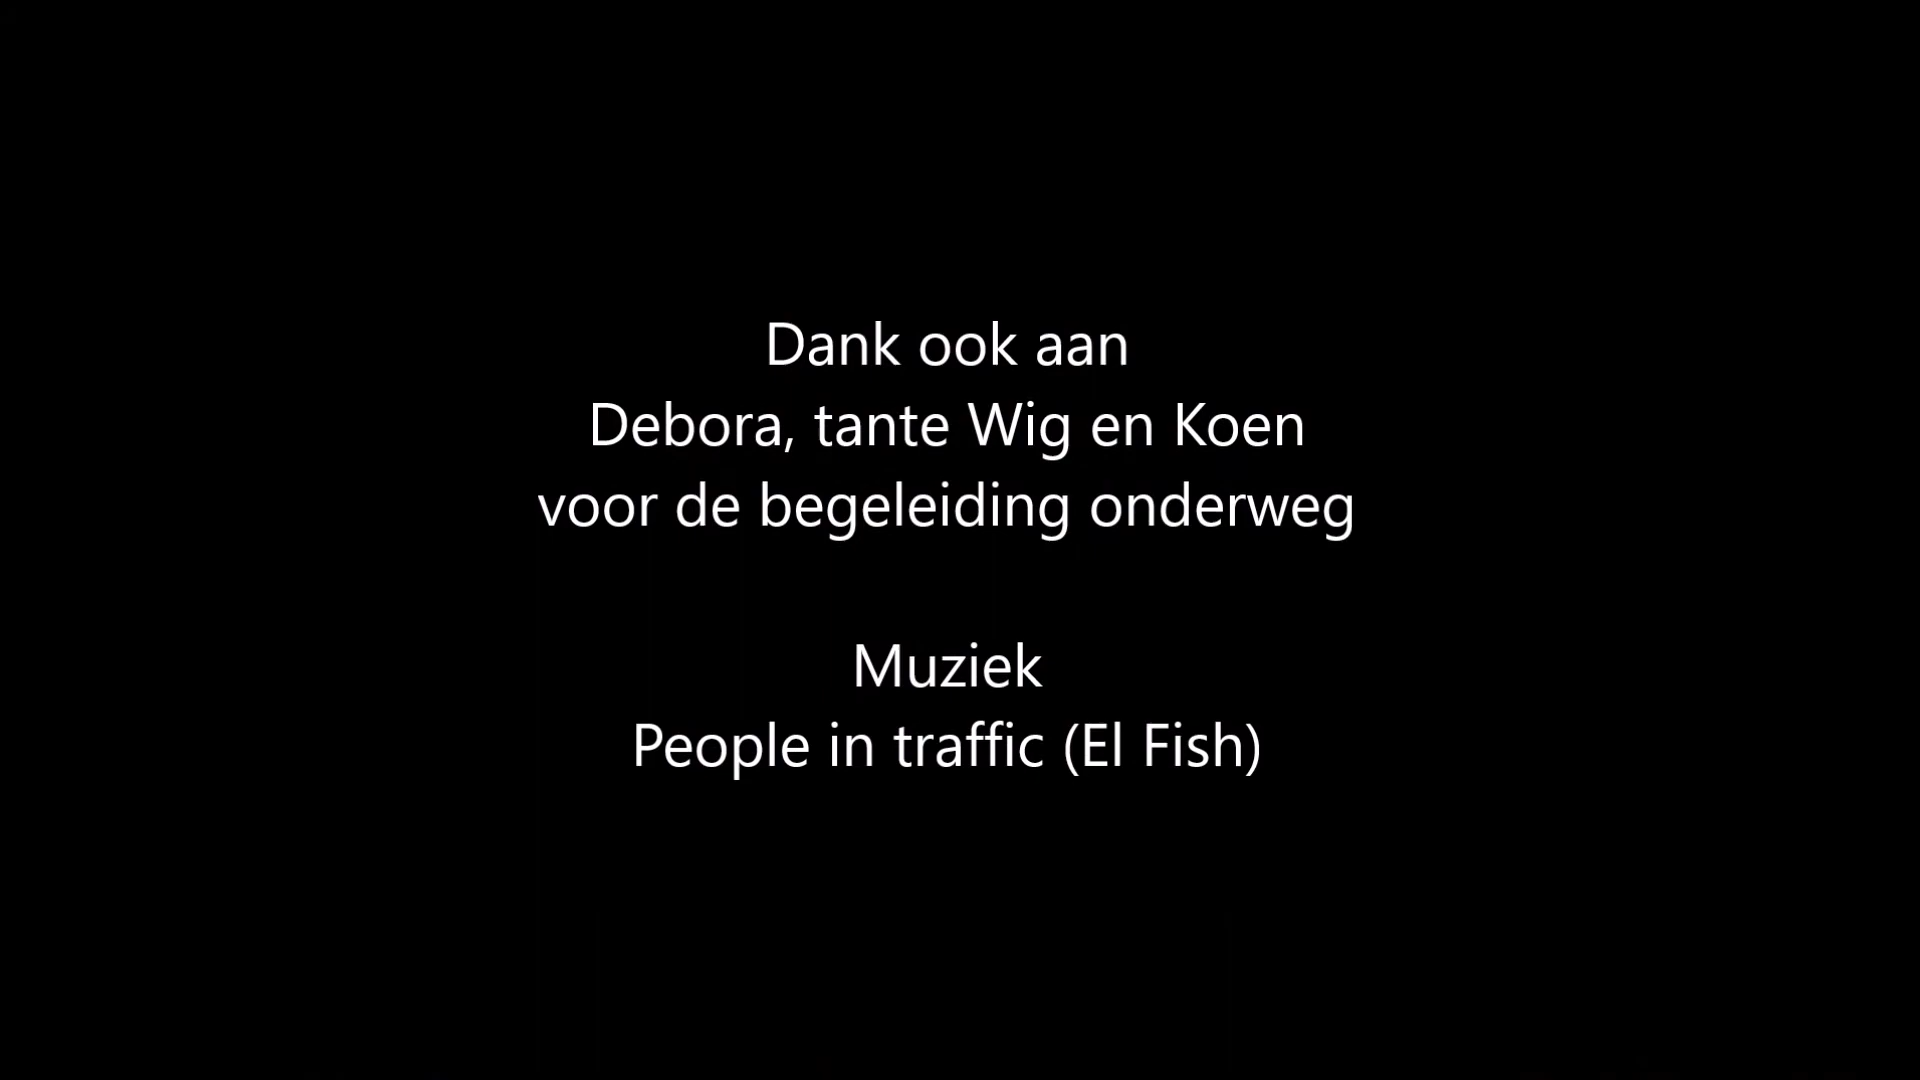 Dank ook aan
Debora, tante Wig en Koen
voor de begeleiding onderweg
Muziek
People in traffic (El Fish)